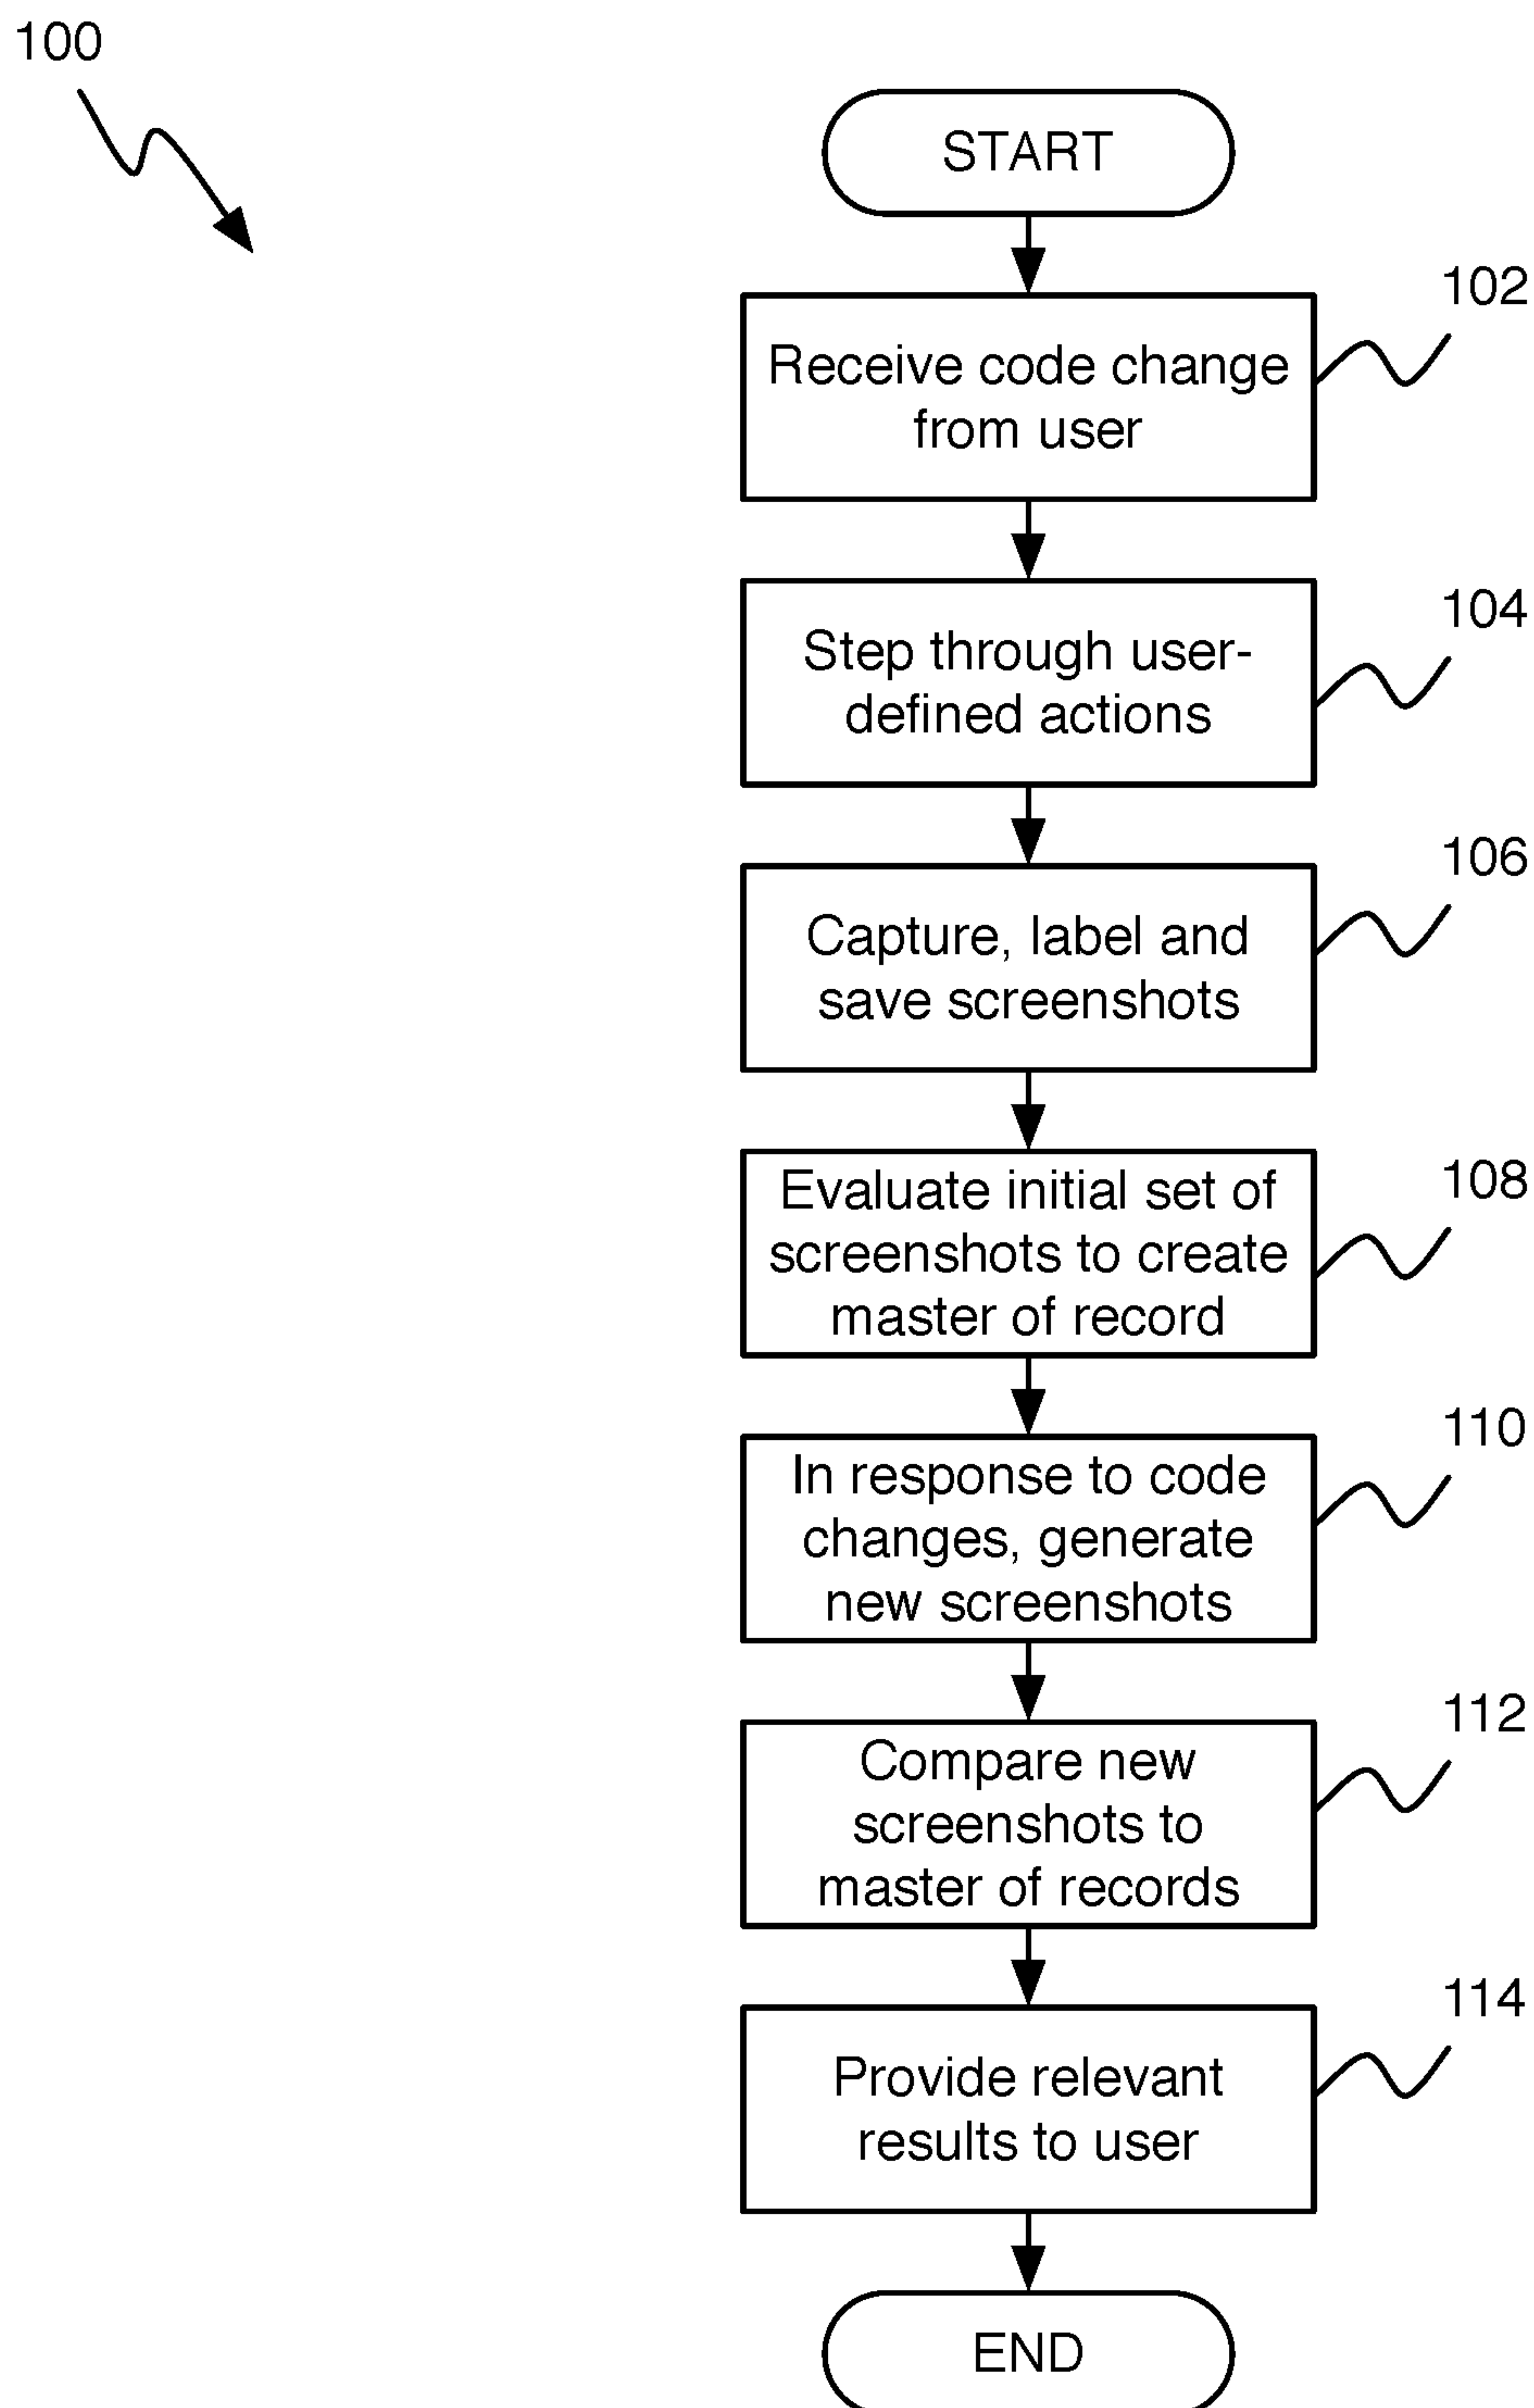 100
START
102
Receive code change
from user
104
Step through user-
defined actions
106
Capture, label and
save screenshots
108
Evaluate initial set of
screenshots to create
master of record
110
In response to code
changes, generate
new screenshots
112
Compare new
screenshots to
master of records
114
Provide relevant
results to user
END